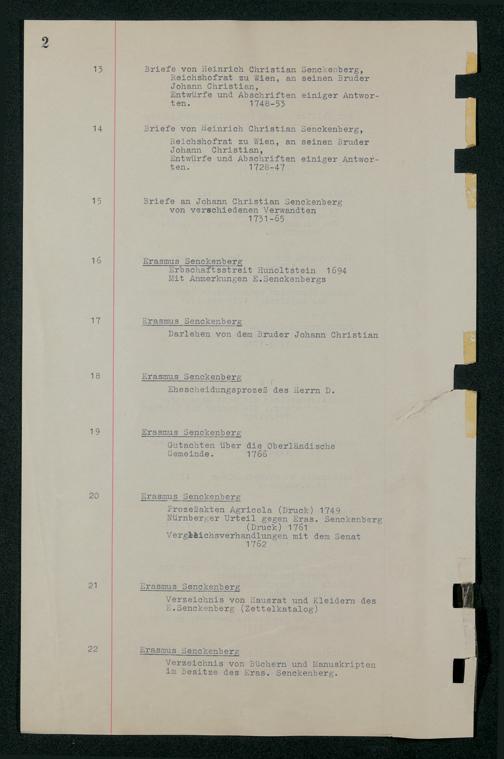 2
13 Briefe von Heinrich Christian Senckenberg,
Reichshofrat zu Wien, an seinen Bruder
Johann Christian,
Entwürfe und Abschriften einiger Antwor-
ten. 1748-53
14 Briefe von Heinrich Christian Senckenberg,
Reichshofrat zu Wien, an seinen Bruder
Johann Christian,
Entwürfe und Abschriften einiger Antwor-
ten. 1728-47
15 Briefe an Johann Christian Senckenberg
von verschiedenen Verwandten
1731-65
16 Erasmus Senckenberg
Erbschaftsstreit Hunoltstein 1694
Mit Anmerkungen E.Senckenbergs
17 Erasmus Senckenberg
Darlehen von dem Bruder Johann Christian
18 Erasmus Senckenberg
Ehescheidungsprozeß des Herrn D.
19 Erasmus Senckenberg
Gutachten über die Oberländische
Gemeinde. 1766
20 Erasmus Senckenberg
Prozeßakten Agricola (Druck) 1749
Nürnberger Urteil gegen Eras. Senckenberg
(Druck) 1761
Vergleichsverhandlungen mit dem Senat
1762
21 Erasmus Senckenberg
Verzeichnis von Hausrat und Kleidern des
E.Senckenberg (Zettelkatalog)
22 Erasmus Senckenberg
Verzeichnis von Büchern und Manuskripten
im Besitze des Eras. Senckenberg.